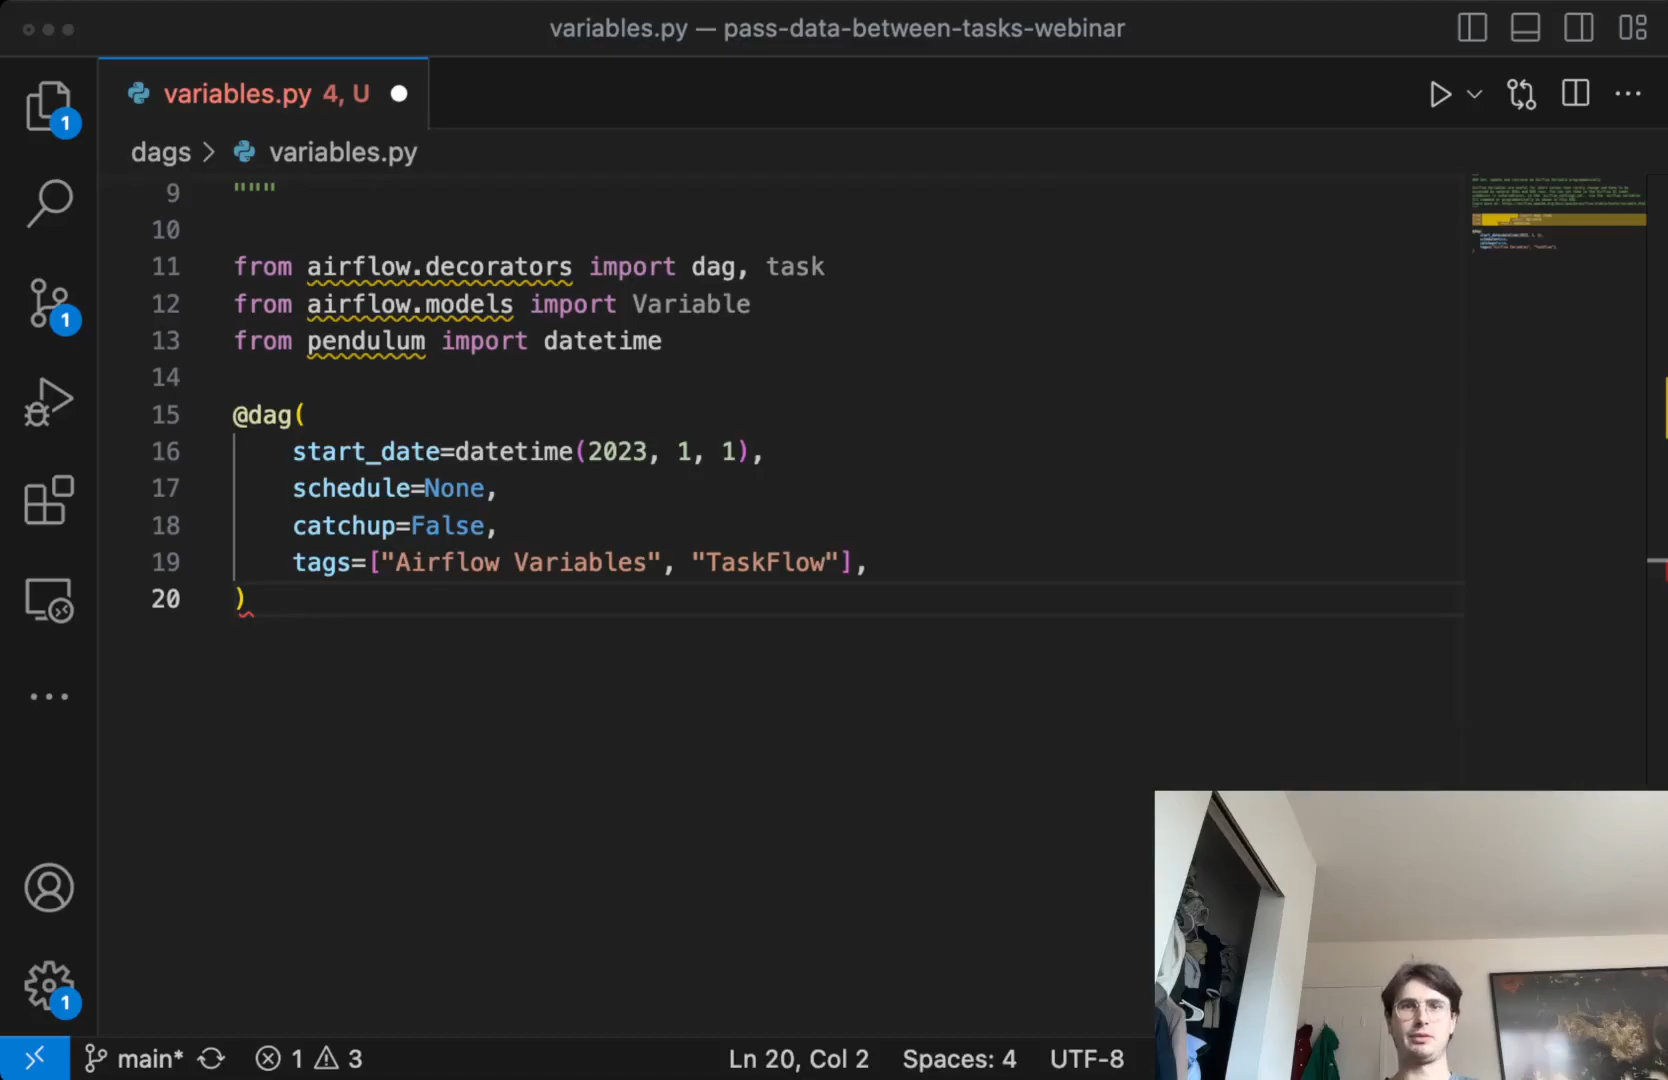 variables.py — pass-data-between-tasks-webinar
variables.py 4, U
dags > variables.py
9 """
10
11 from airflow.decorators import dag, task
12 from airflow.models import Variable
13 from pendulum import datetime
14
15 @dag(
16 start_date=datetime(2023, 1, 1),
17 schedule=None,
18 catchup=False,
19 tags=["Airflow Variables", "TaskFlow"],
20 )
1
1
1
main* 1 3 Ln 20, Col 2 Spaces: 4 UTF-8